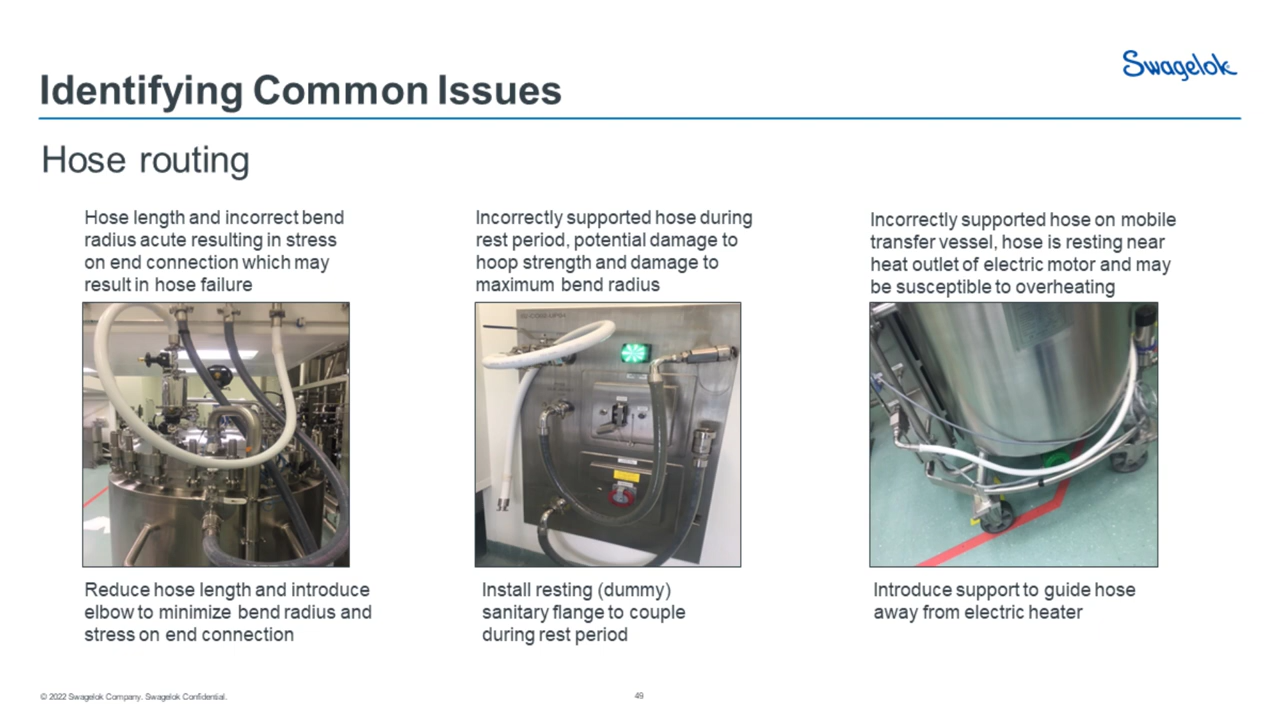 Swagelok
Identifying Common Issues
Hose routing
Hose length and incorrect bend
radius acute resulting in stress
on end connection which may
result in hose failure
Incorrectly supported hose during
rest period, potential damage to
hoop strength and damage to
maximum bend radius
Incorrectly supported hose on mobile
transfer vessel, hose is resting near
heat outlet of electric motor and may
be susceptible to overheating
Reduce hose length and introduce
elbow to minimize bend radius and
stress on end connection
Install resting (dummy)
sanitary flange to couple
during rest period
Introduce support to guide hose
away from electric heater
© 2022 Swagelok Company. Swagelok Confidential.
49